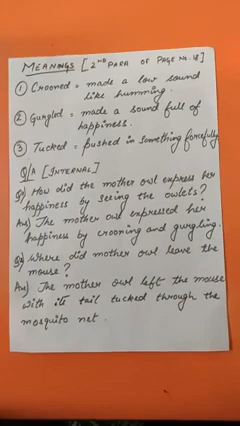 MEANINGS [2ND PARA OF PAGE NO. 48]
① Crooned = made a low sound
like humming.
② Gurgled = made a sound full of
happiness.
③ Tucked = pushed in something forcefully
Q/A [INTERNAL]
Q1) How did the mother owl express her
happiness by seeing the owlets?
Ans) The mother owl expressed her
happiness by crooning and gurgling.
Q2) Where did mother owl leave the
mouse?
Ans) The mother owl left the mouse
with its tail tucked through the
mosquito net.